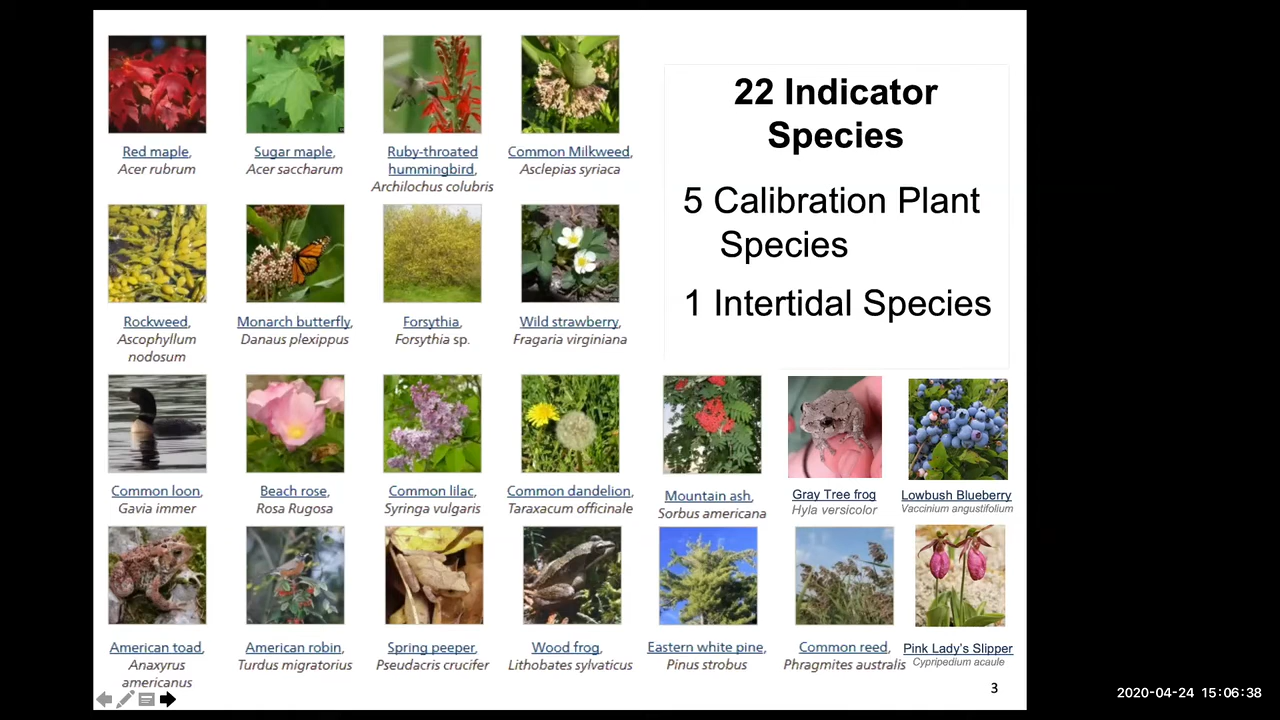 22 Indicator
Species
5 Calibration Plant
Species
1 Intertidal Species
Red maple,
Acer rubrum
Sugar maple,
Acer saccharum
Ruby-throated
hummingbird,
Archilochus colubris
Common Milkweed,
Asclepias syriaca
Rockweed,
Ascophyllum
nodosum
Monarch butterfly,
Danaus plexippus
Forsythia,
Forsythia sp.
Wild strawberry,
Fragaria virginiana
Common loon,
Gavia immer
Beach rose,
Rosa Rugosa
Common lilac,
Syringa vulgaris
Common dandelion,
Taraxacum officinale
Mountain ash,
Sorbus americana
Gray Tree frog
Hyla versicolor
Lowbush Blueberry
Vaccinium angustifolium
American toad,
Anaxyrus
americanus
American robin,
Turdus migratorius
Spring peeper,
Pseudacris crucifer
Wood frog,
Lithobates sylvaticus
Eastern white pine,
Pinus strobus
Common reed,
Phragmites australis
Pink Lady's Slipper
Cypripedium acaule
3
2020-04-24 15:06:38